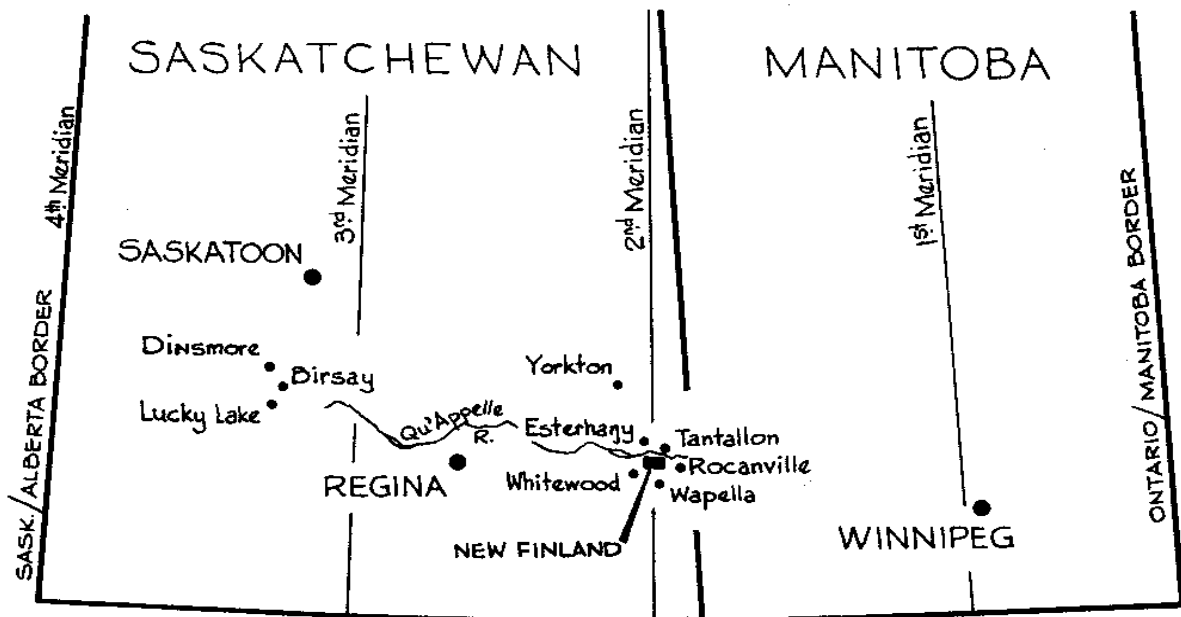 SASKATCHEWAN
MANITOBA
4th Meridian
3rd Meridian
2nd Meridian
1st Meridian
SASKATOON
Dinsmore
Birsay
Lucky Lake
Yorkton
Qu'Appelle
R.
Esterhany
Tantallon
REGINA
Whitewood
Rocanville
Wapella
NEW FINLAND
WINNIPEG
SASK./ALBERTA BORDER
ONTARIO/MANITOBA BORDER